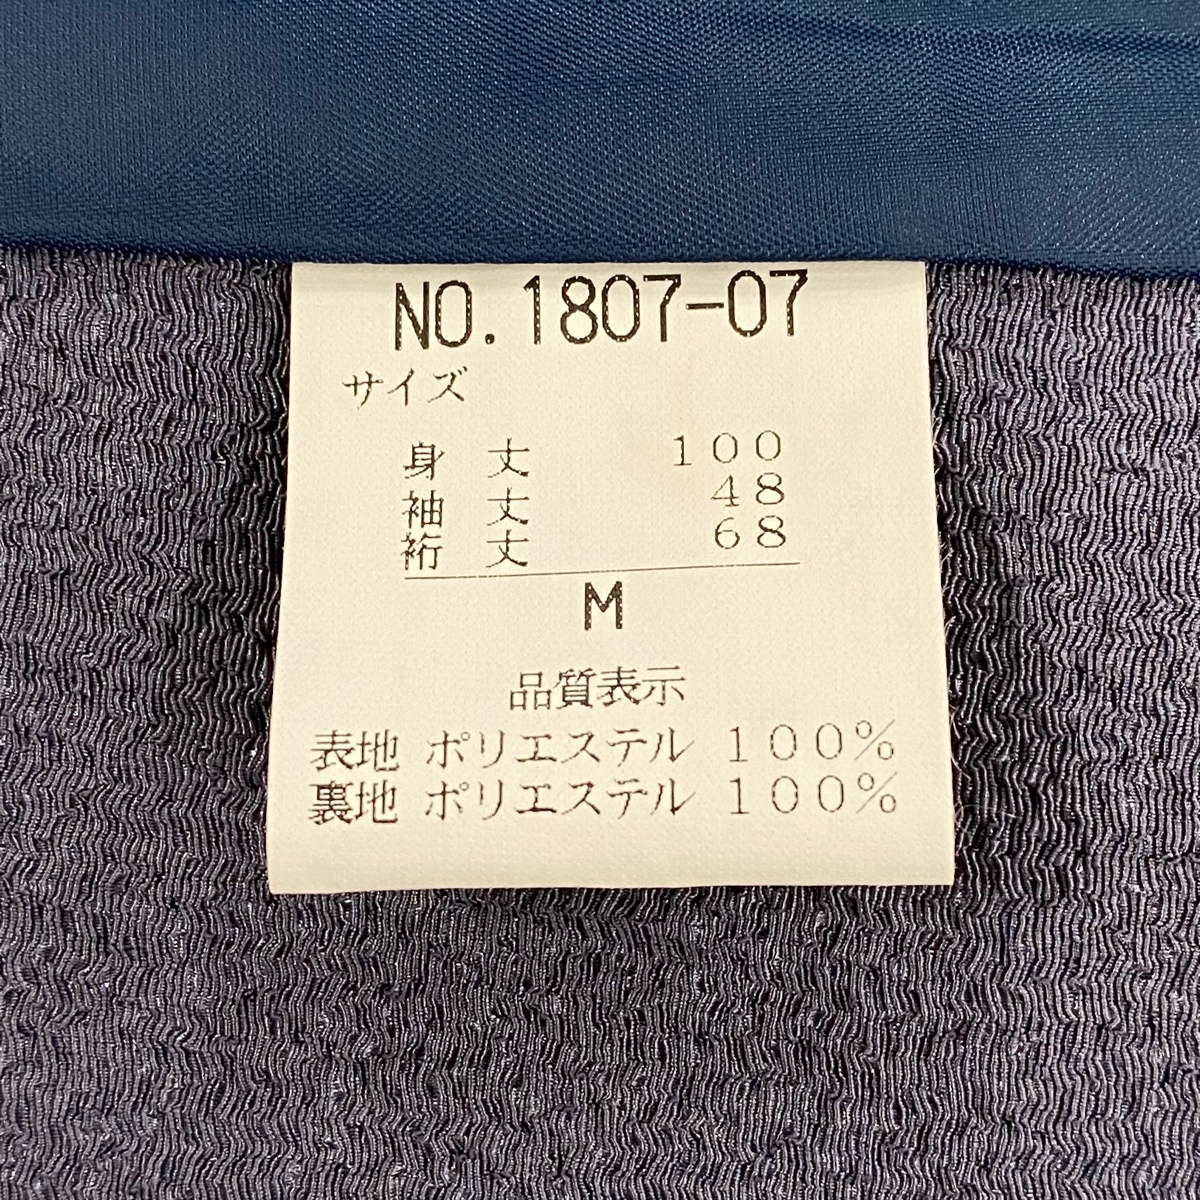 NO.1807-07
サイズ
身 丈 100
袖 丈 48
裄 丈 68
M
品質表示
表地 ポリエステル 100%
裏地 ポリエステル 100%